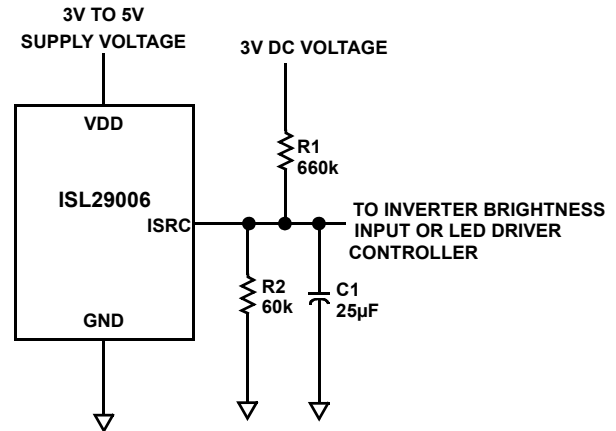 3V TO 5V
SUPPLY VOLTAGE
3V DC VOLTAGE
VDD
R1
660k
ISL29006
ISRC
TO INVERTER BRIGHTNESS
INPUT OR LED DRIVER
CONTROLLER
R2
60k
C1
25µF
GND